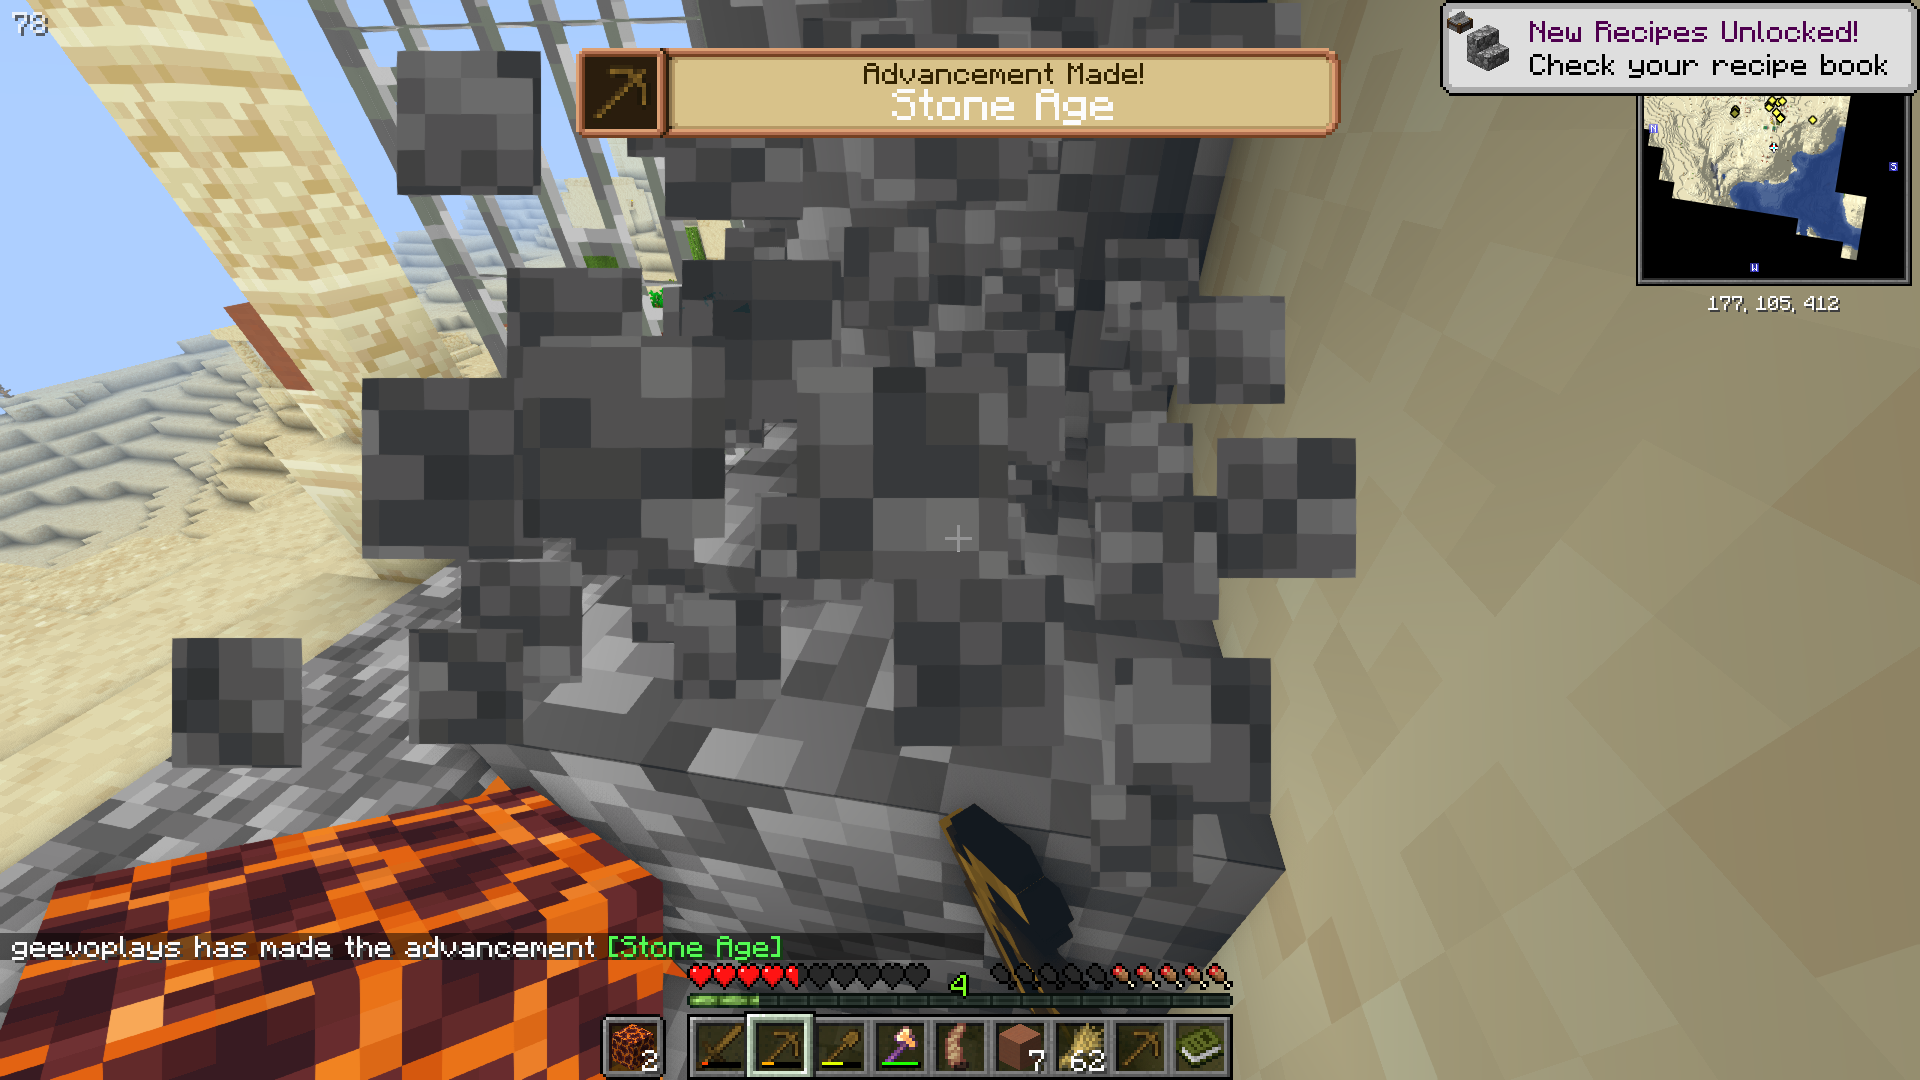 78
Advancement Made!
Stone Age
New Recipes Unlocked!
Check your recipe book
N
S
W
177, 105, 412
geevoplays has made the advancement [Stone Age]
4
2
7
62